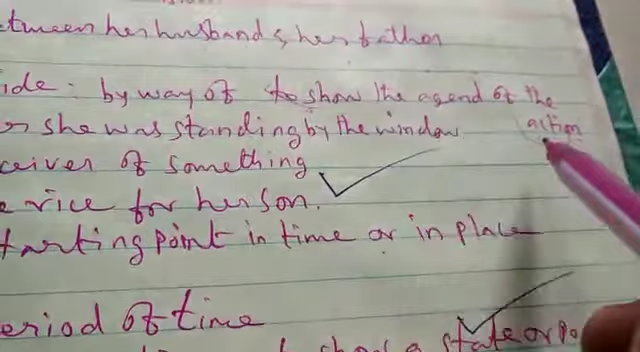 tween her husband & her father
ide: by way of to show the agend of the
she was standing by the window action
ceiver of something
rice for her son.
tarting point in time or in place
eriod of time
a state or po